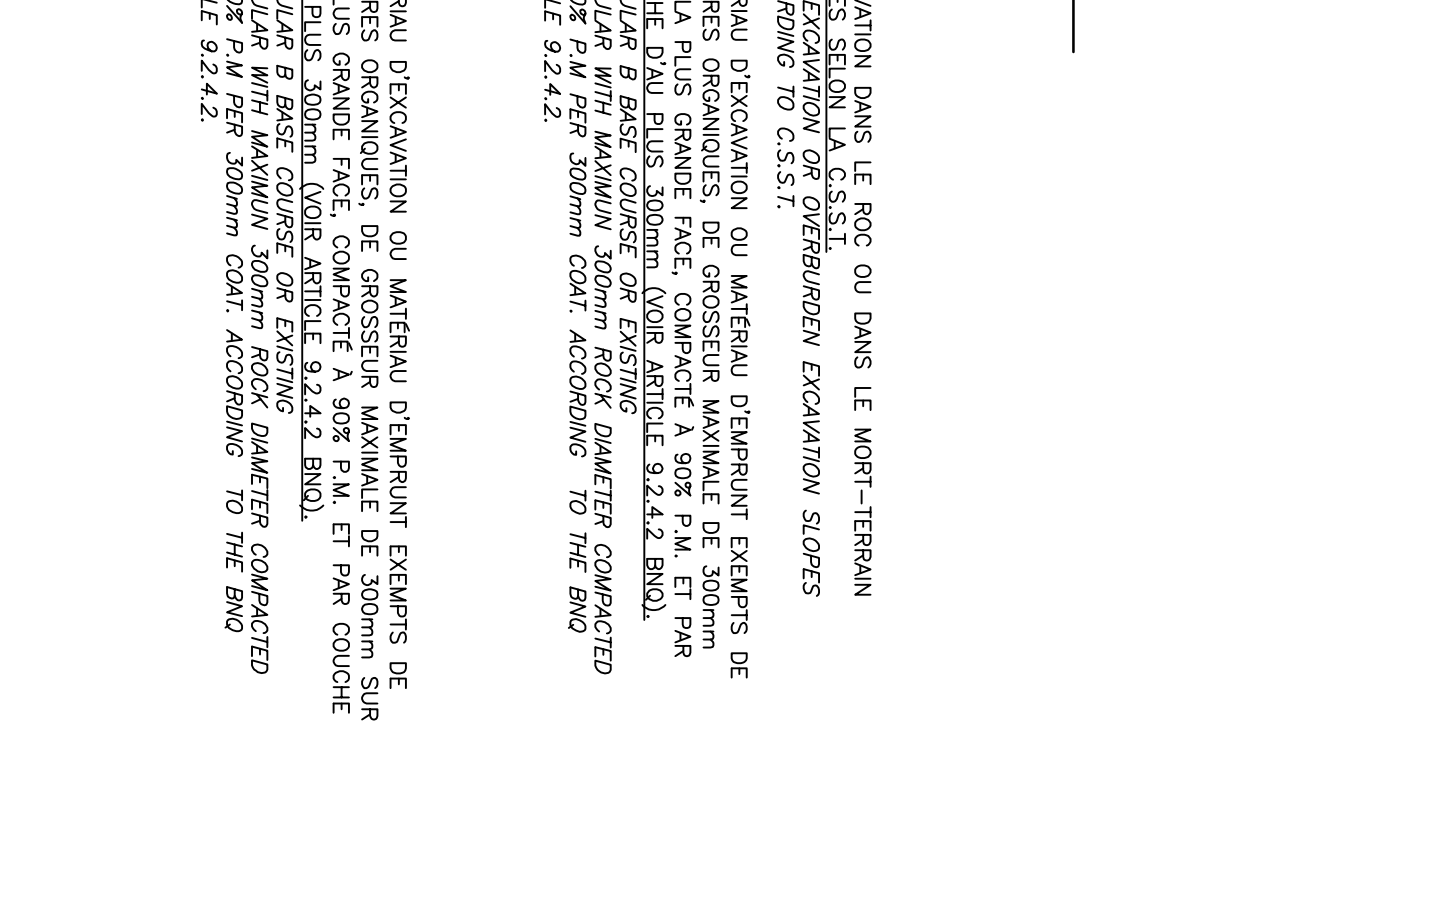 VATION DANS LE ROC OU DANS LE MORT-TERRAIN
ES SELON LA C.S.S.T.
EXCAVATION OR OVERBURDEN EXCAVATION SLOPES
RDING TO C.S.S.T.
RIAU D'EXCAVATION OU MATÉRIAU D'EMPRUNT EXEMPTS DE
RES ORGANIQUES, DE GROSSEUR MAXIMALE DE 300mm
LA PLUS GRANDE FACE, COMPACTÉ À 90% P.M. ET PAR
HE D'AU PLUS 300mm (VOIR ARTICLE 9.2.4.2 BNQ).
ULAR B BASE COURSE OR EXISTING
ULAR WITH MAXIMUN 300mm ROCK DIAMETER COMPACTED
0% P.M PER 300mm COAT. ACCORDING TO THE BNQ
LE 9.2.4.2.
RIAU D'EXCAVATION OU MATÉRIAU D'EMPRUNT EXEMPTS DE
RES ORGANIQUES, DE GROSSEUR MAXIMALE DE 300mm SUR
LUS GRANDE FACE, COMPACTÉ À 90% P.M. ET PAR COUCHE
PLUS 300mm (VOIR ARTICLE 9.2.4.2 BNQ).
ULAR B BASE COURSE OR EXISTING
ULAR WITH MAXIMUN 300mm ROCK DIAMETER COMPACTED
0% P.M PER 300mm COAT. ACCORDING TO THE BNQ
LE 9.2.4.2.